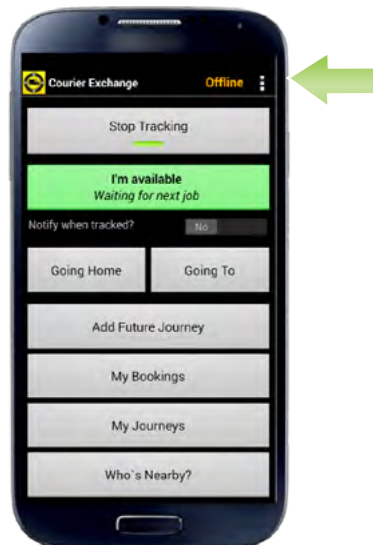 Courier Exchange Offline
Stop Tracking
I'm available
Waiting for next job
Notify when tracked? No
Going Home Going To
Add Future Journey
My Bookings
My Journeys
Who`s Nearby?